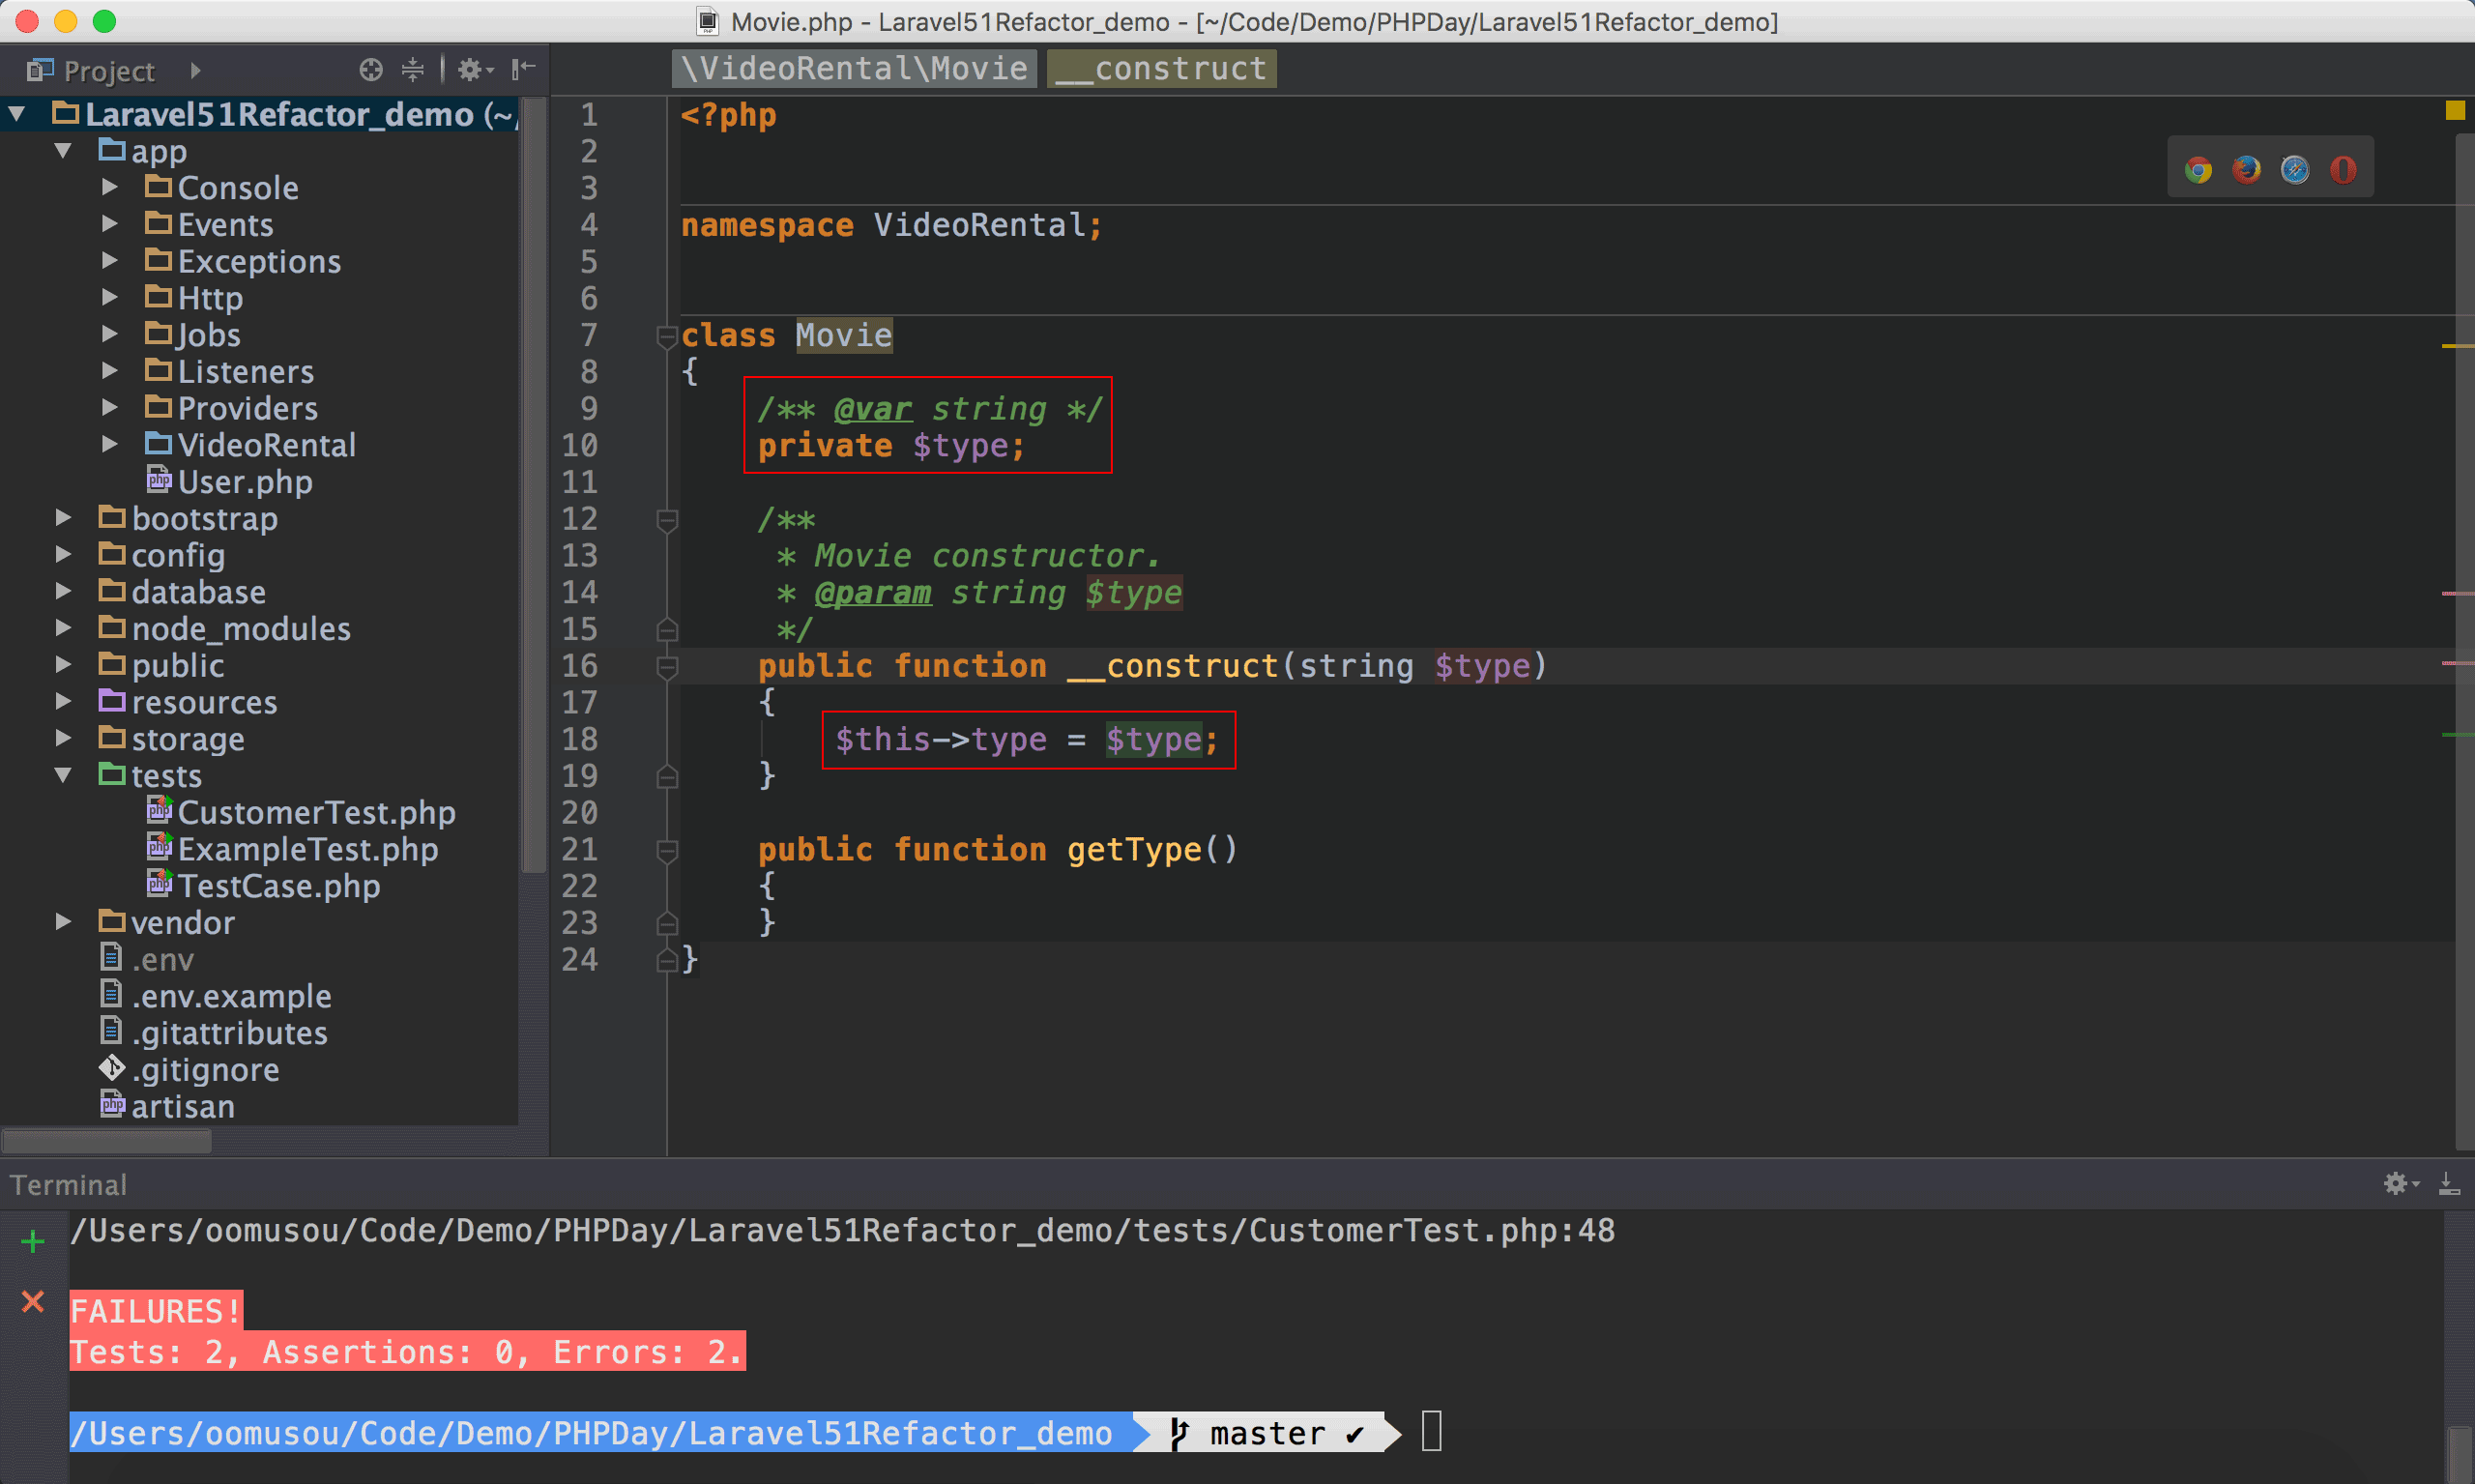 Movie.php - Laravel51Refactor_demo - [~/Code/Demo/PHPDay/Laravel51Refactor_demo]
Project
\VideoRental\Movie __construct
Laravel51Refactor_demo (~/
app
Console
Events
Exceptions
Http
Jobs
Listeners
Providers
VideoRental
User.php
bootstrap
config
database
node_modules
public
resources
storage
tests
CustomerTest.php
ExampleTest.php
TestCase.php
vendor
.env
.env.example
.gitattributes
.gitignore
artisan
1 <?php
2
3
4 namespace VideoRental;
5
6
7 class Movie
8 {
9 /** @var string */
10 private $type;
11
12 /**
13 * Movie constructor.
14 * @param string $type
15 */
16 public function __construct(string $type)
17 {
18 $this->type = $type;
19 }
20
21 public function getType()
22 {
23 }
24 }
Terminal
/Users/oomusou/Code/Demo/PHPDay/Laravel51Refactor_demo/tests/CustomerTest.php:48
FAILURES!
Tests: 2, Assertions: 0, Errors: 2.
/Users/oomusou/Code/Demo/PHPDay/Laravel51Refactor_demo master ✔